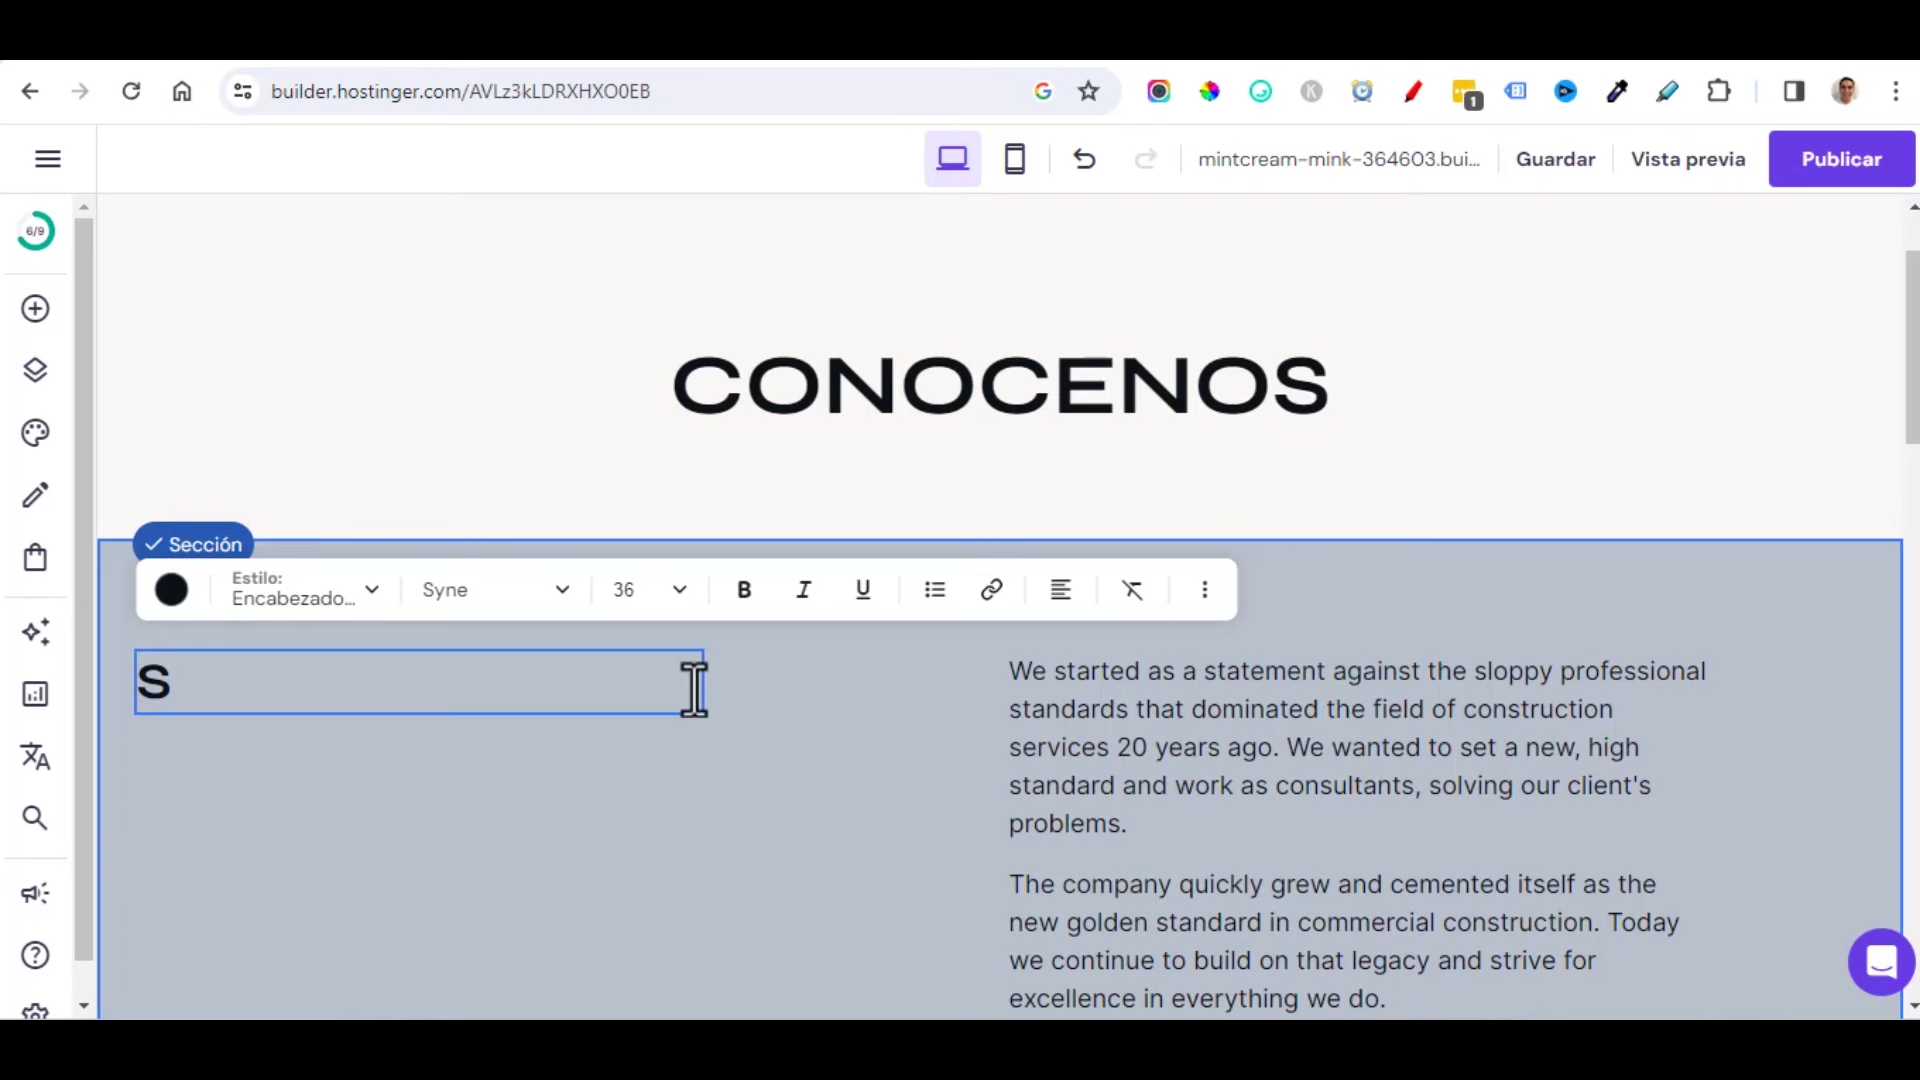 builder.hostinger.com/AVLz3kLDRXHXO0EB
1
mintcream-mink-364603.bui...
Guardar
Vista previa
Publicar
6/9
CONOCENOS
Sección
Estilo:
Encabezado...
Syne
36
B
I
U
S
We started as a statement against the sloppy professional
standards that dominated the field of construction
services 20 years ago. We wanted to set a new, high
standard and work as consultants, solving our client's
problems.
The company quickly grew and cemented itself as the
new golden standard in commercial construction. Today
we continue to build on that legacy and strive for
excellence in everything we do.